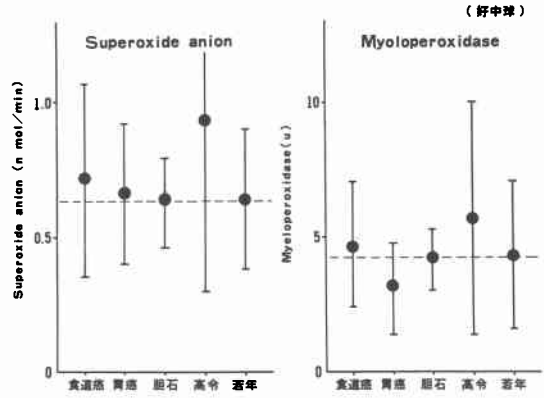 (好中球)
Superoxide anion
Superoxide anion (n mol/min)
1.0
0.5
0
食道癌 胃癌 胆石 高令 若年
Myoloperoxidase
Myeloperoxidase(u)
10
5
0
食道癌 胃癌 胆石 高令 若年